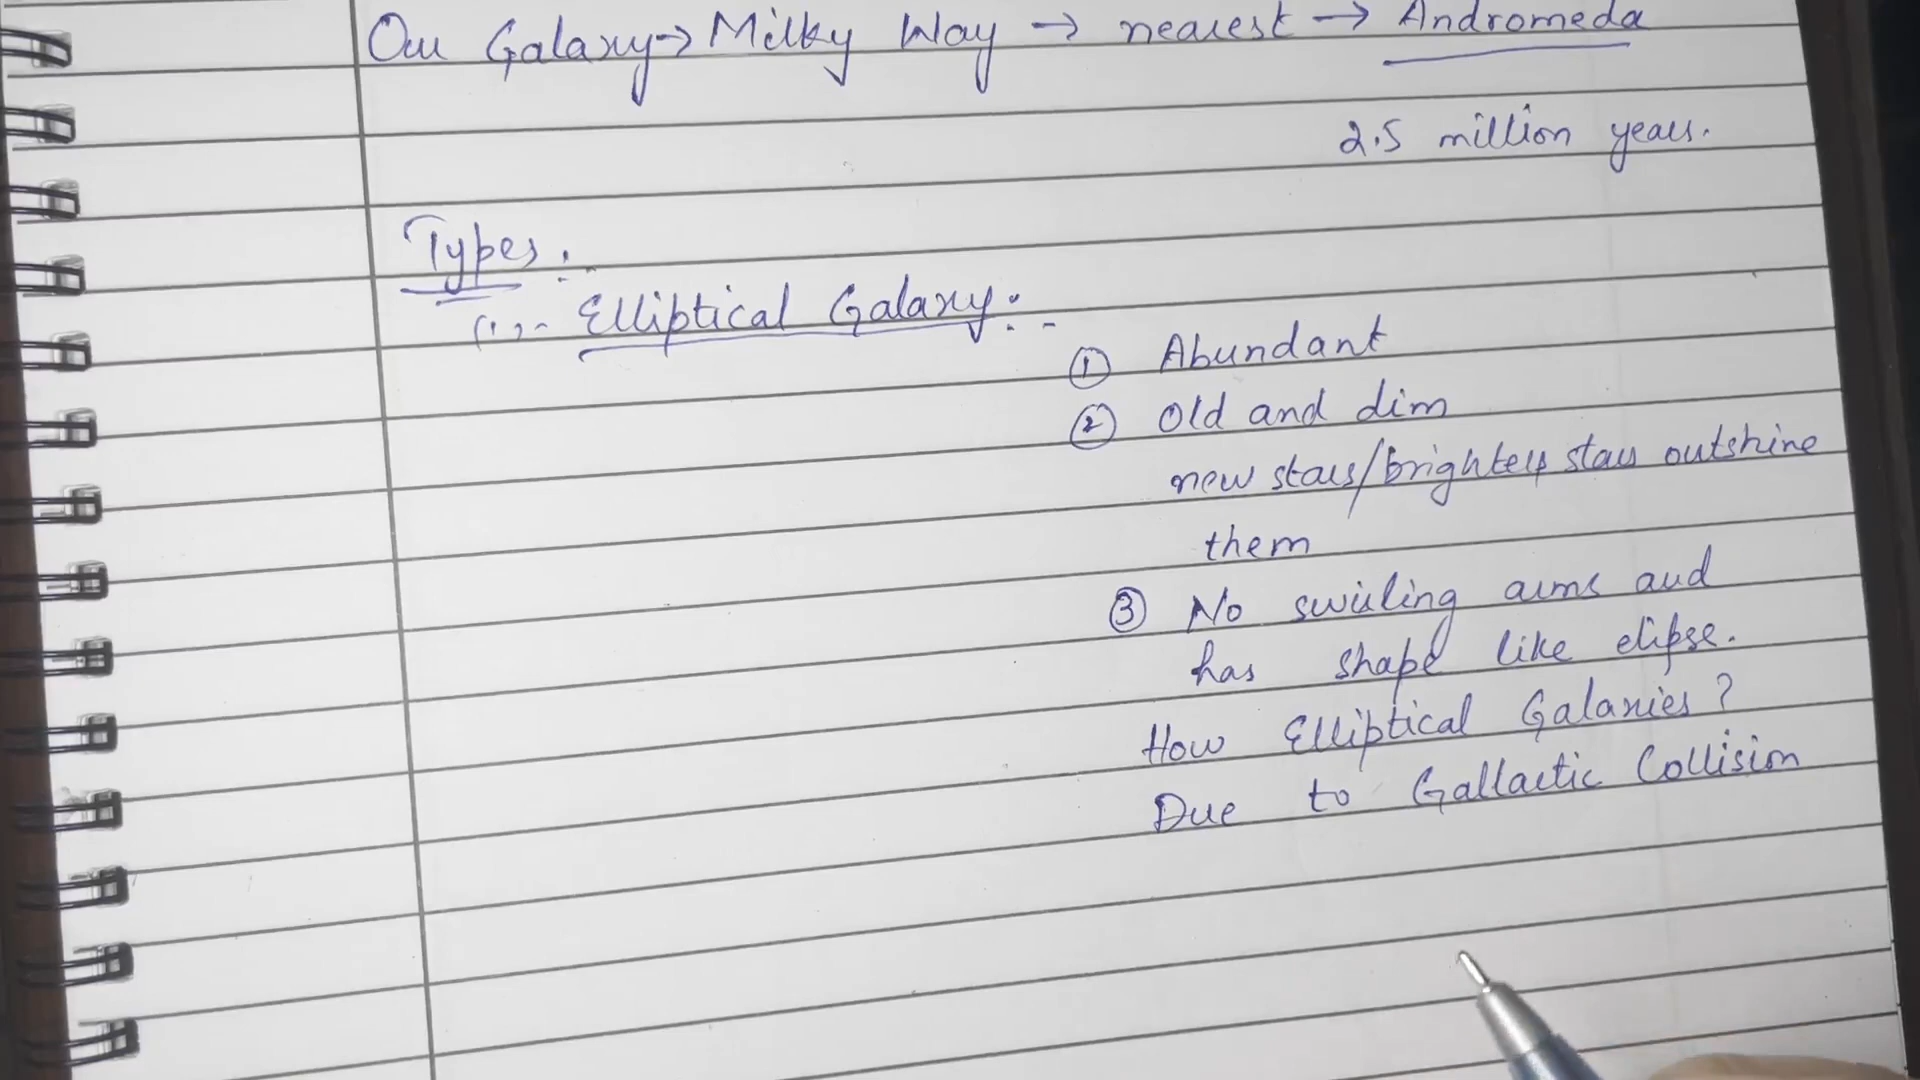 Our Galaxy → Milky Way → nearest → Andromeda
2.5 million years.
Types :-
(1) :- Elliptical Galaxy :-
① Abundant
② Old and dim
new stars/brighters stars outshine
them
③ No swirling arms and
has shape like elipse.
How Elliptical Galaxies ?
Due to Gallactic Collision